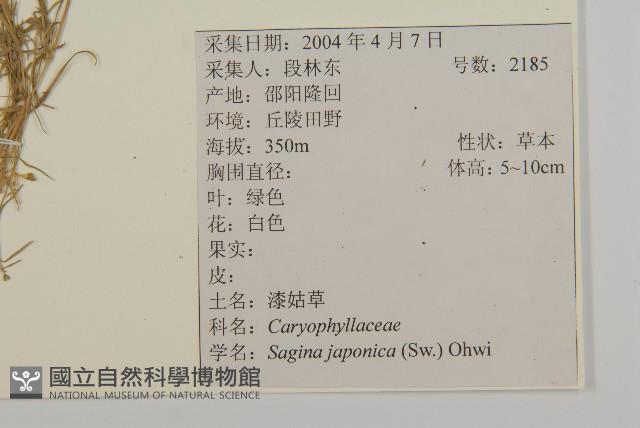 采集日期：2004 年 4 月 7 日
采集人：段林东 号数：2185
产地：邵阳隆回
环境：丘陵田野
海拔：350m 性状：草本
胸围直径： 体高：5~10cm
叶：绿色
花：白色
果实：
皮：
土名：漆姑草
科名：Caryophyllaceae
学名：Sagina japonica (Sw.) Ohwi
國立自然科學博物館
NATIONAL MUSEUM OF NATURAL SCIENCE